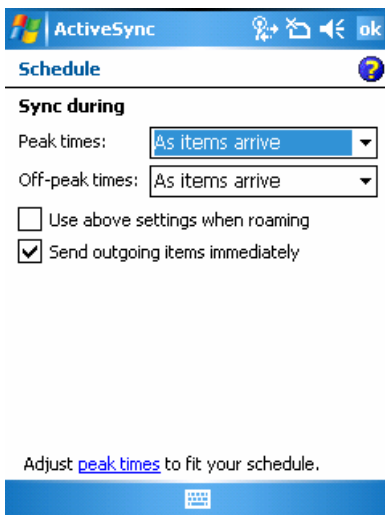 ActiveSync
ok
Schedule
?
Sync during
Peak times: As items arrive
Off-peak times: As items arrive
Use above settings when roaming
Send outgoing items immediately
Adjust peak times to fit your schedule.